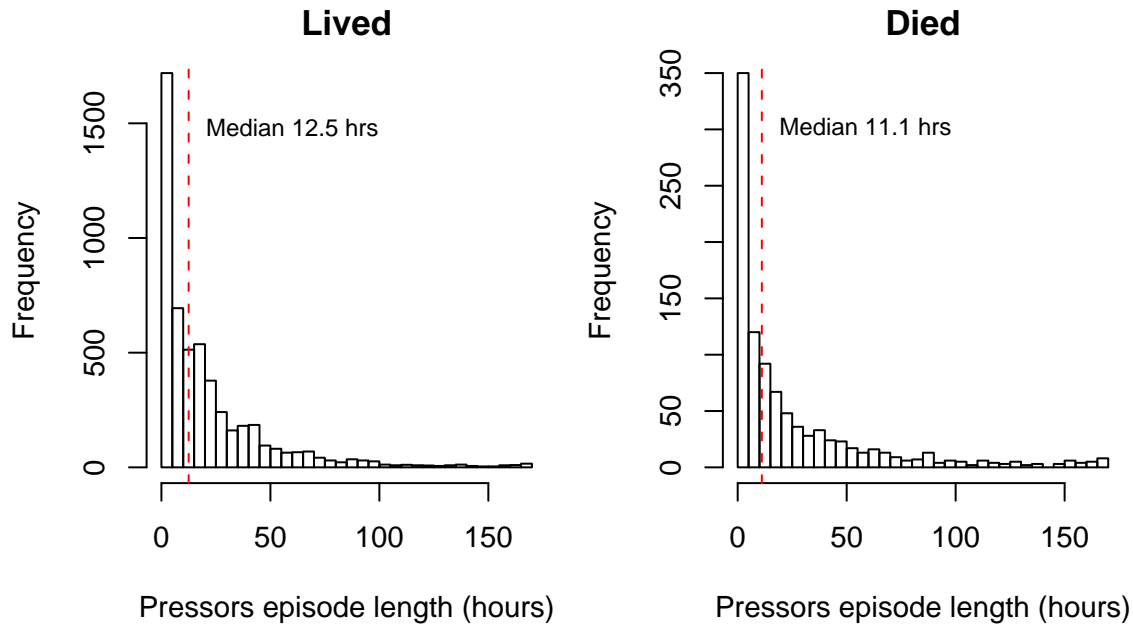 Lived
Frequency
1500
1000
500
0
Median 12.5 hrs
0 50 100 150
Pressors episode length (hours)
Died
Frequency
350
250
150
50
0
Median 11.1 hrs
0 50 100 150
Pressors episode length (hours)